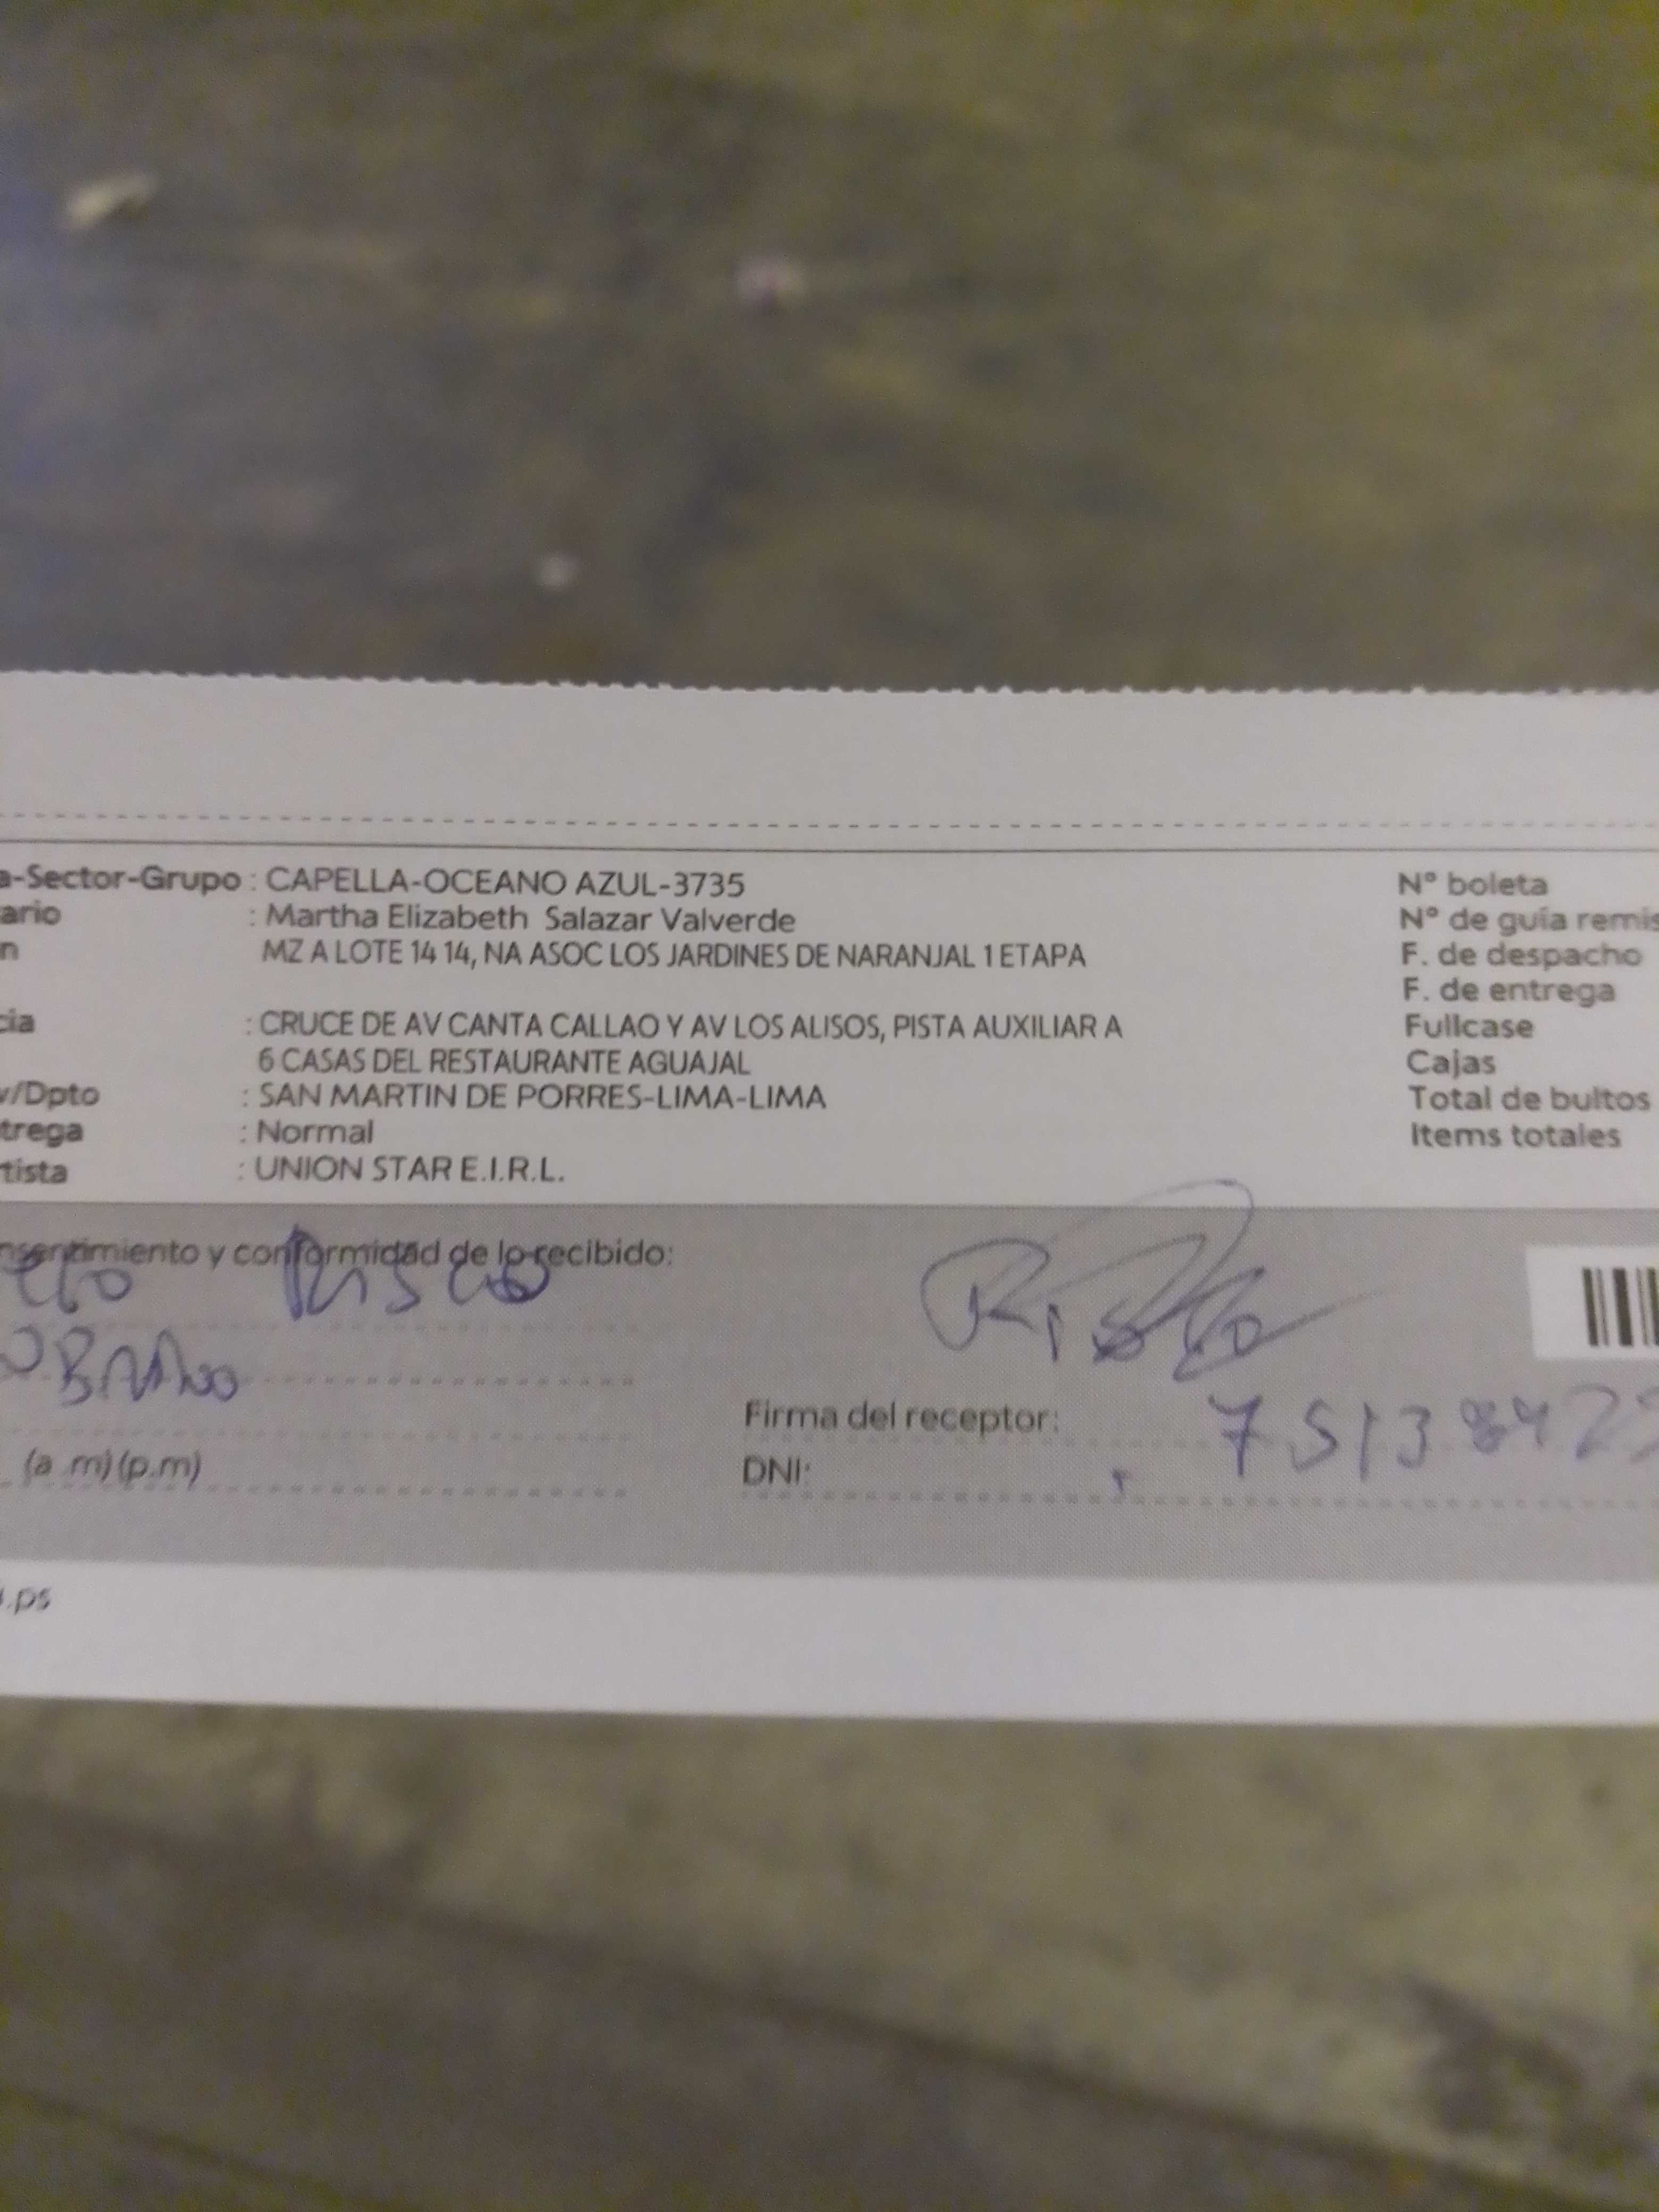 a-Sector-Grupo : CAPELLA-OCEANO AZUL-3735
ario : Martha Elizabeth Salazar Valverde
n MZ A LOTE 14 14, NA ASOC LOS JARDINES DE NARANJAL 1 ETAPA
cia : CRUCE DE AV CANTA CALLAO Y AV LOS ALISOS, PISTA AUXILIAR A
6 CASAS DEL RESTAURANTE AGUAJAL
v/Dpto : SAN MARTIN DE PORRES-LIMA-LIMA
trega : Normal
tista : UNION STAR E.I.R.L.
Nº boleta
Nº de guía remis
F. de despacho
F. de entrega
Fullcase
Cajas
Total de bultos
Items totales
nsentimiento y conformidad de lo recibido:
(a.m)(p.m)
Firma del receptor:
DNI:
.ps